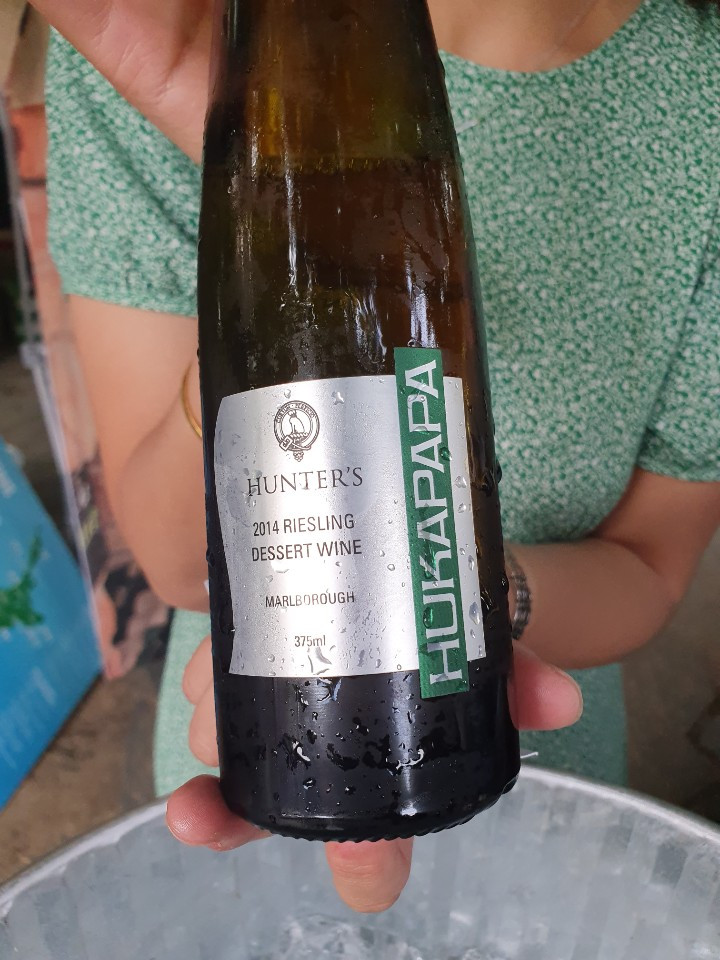 HUNTER'S
2014 RIESLING
DESSERT WINE
MARLBOROUGH
375ml
HUKAPAPA